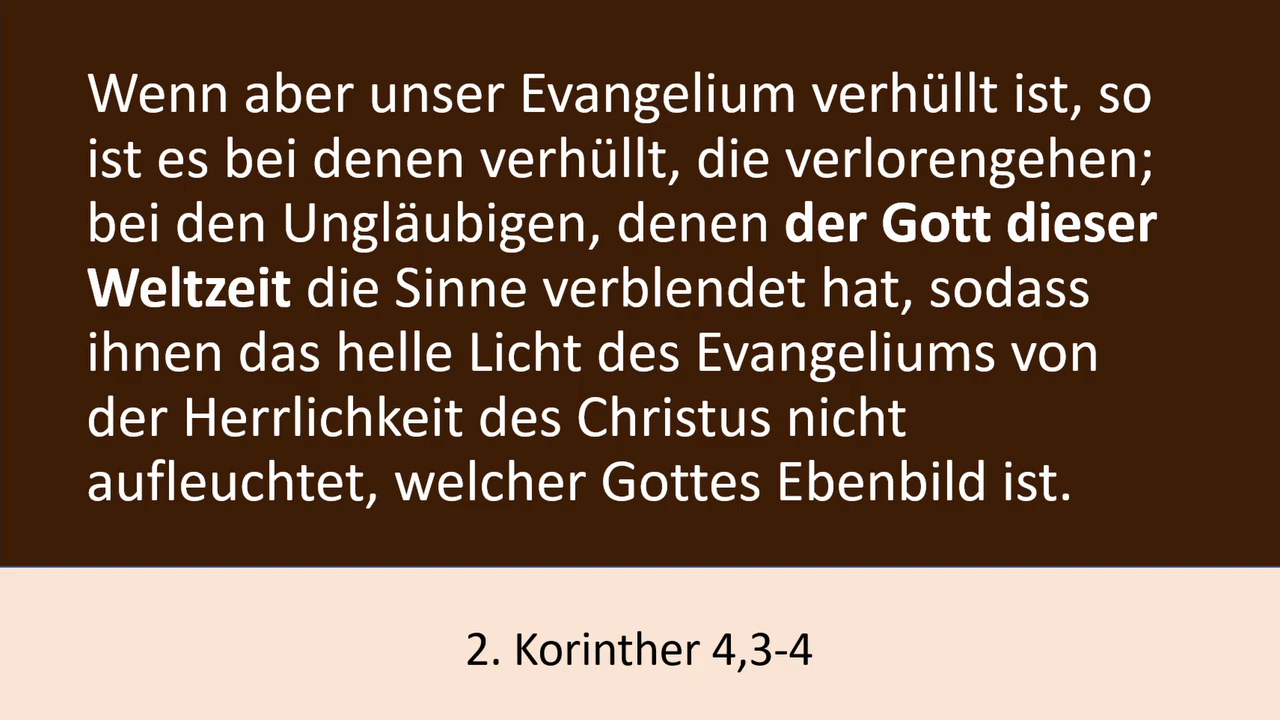 Wenn aber unser Evangelium verhüllt ist, so
ist es bei denen verhüllt, die verlorengehen;
bei den Ungläubigen, denen der Gott dieser
Weltzeit die Sinne verblendet hat, sodass
ihnen das helle Licht des Evangeliums von
der Herrlichkeit des Christus nicht
aufleuchtet, welcher Gottes Ebenbild ist.
2. Korinther 4,3-4